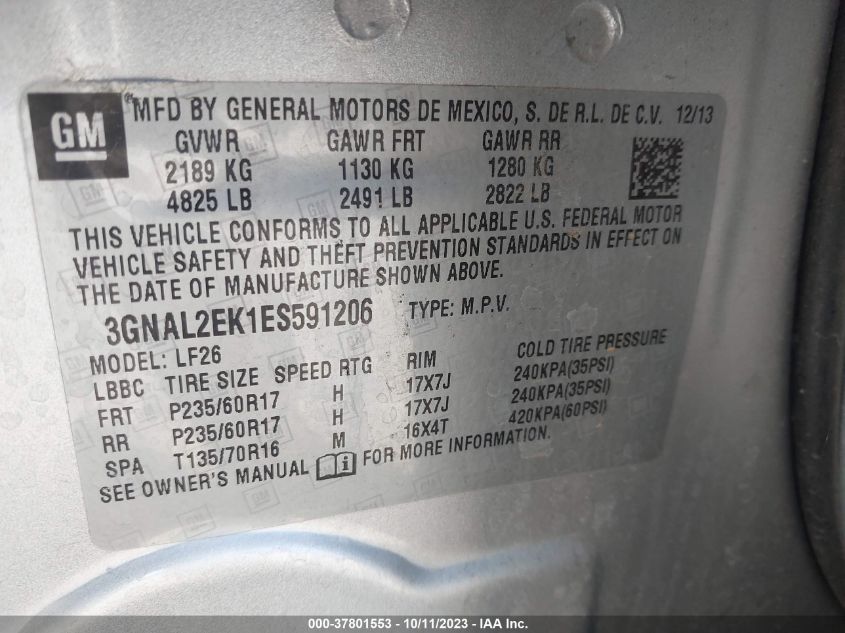 GM
MFD BY GENERAL MOTORS DE MEXICO, S. DE R.L. DE C.V. 12/13
GVWR GAWR FRT GAWR RR
2189 KG 1130 KG 1280 KG
4825 LB 2491 LB 2822 LB
THIS VEHICLE CONFORMS TO ALL APPLICABLE U.S. FEDERAL MOTOR
VEHICLE SAFETY AND THEFT PREVENTION STANDARDS IN EFFECT ON
THE DATE OF MANUFACTURE SHOWN ABOVE.
3GNAL2EK1ES591206 TYPE: M.P.V.
MODEL: LF26
LBBC TIRE SIZE SPEED RTG RIM COLD TIRE PRESSURE
FRT P235/60R17 H 17X7J 240KPA(35PSI)
RR P235/60R17 H 17X7J 240KPA(35PSI)
SPA T135/70R16 M 16X4T 420KPA(60PSI)
SEE OWNER'S MANUAL FOR MORE INFORMATION.
000-37801553 - 10/11/2023 - IAA Inc.